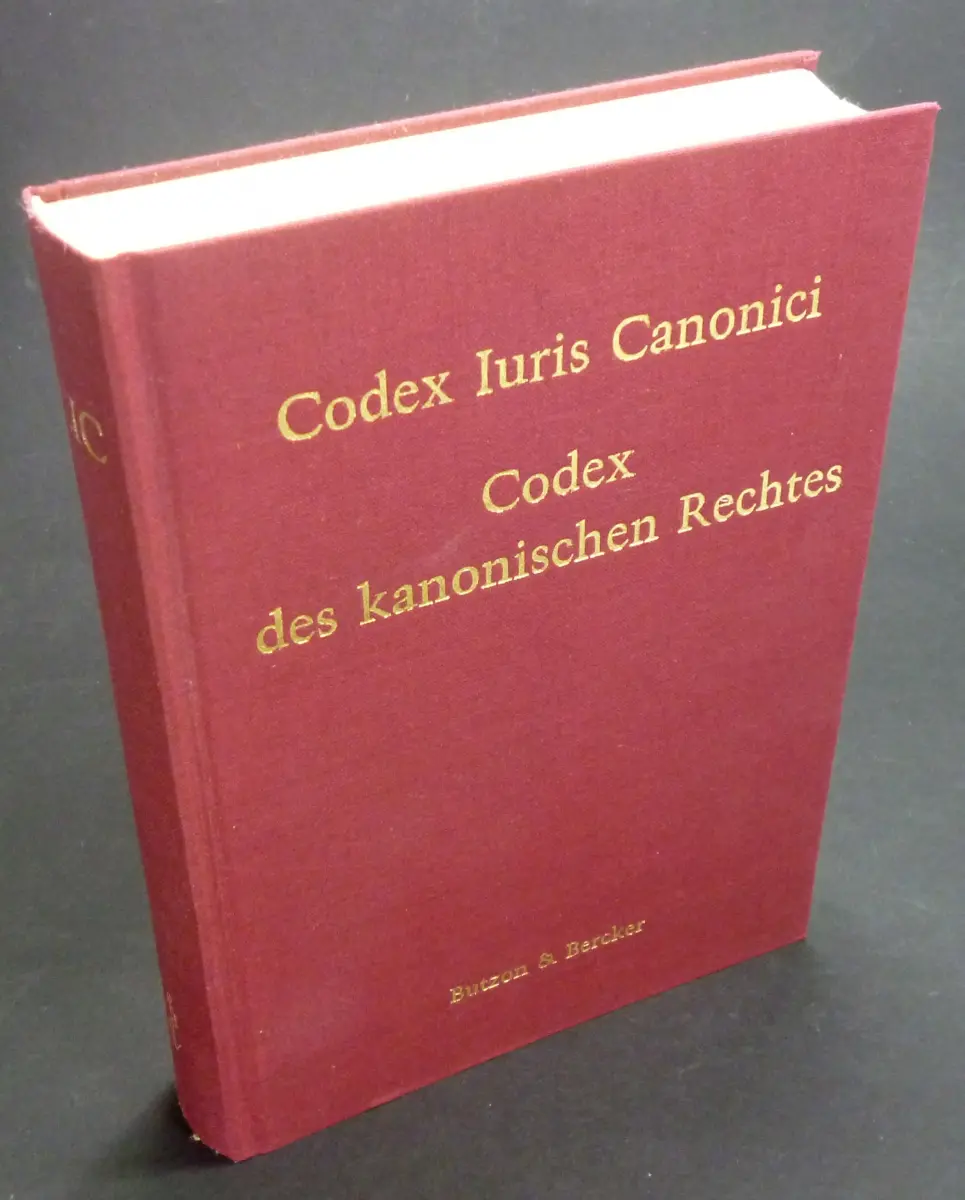 Codex Iuris Canonici
Codex
des kanonischen Rechtes
Butzon & Bercker